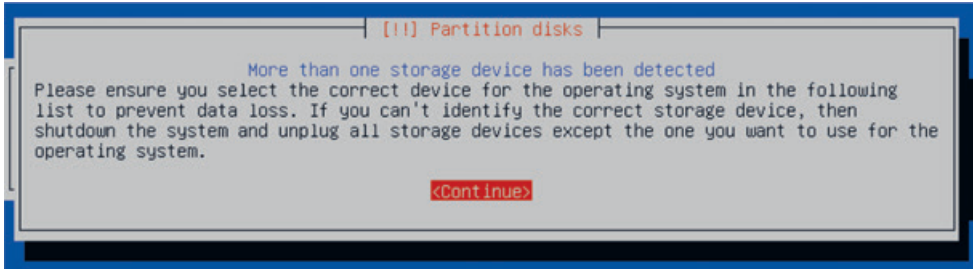 [!!] Partition disks
More than one storage device has been detected
Please ensure you select the correct device for the operating system in the following
list to prevent data loss. If you can't identify the correct storage device, then
shutdown the system and unplug all storage devices except the one you want to use for the
operating system.
<Continue>